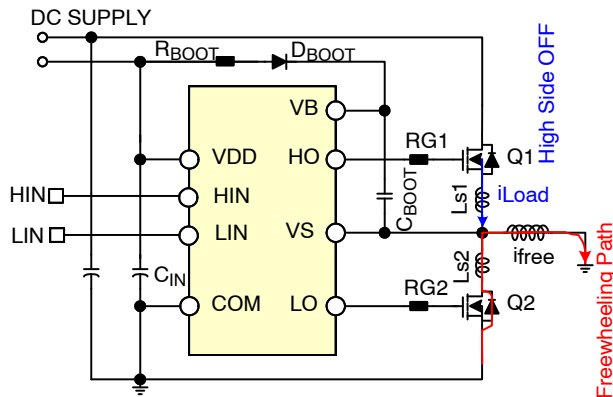 DC SUPPLY
RBOOT
DBOOT
High Side OFF
VB
VDD
HO
RG1
Q1
HIN
HIN
CBOOT
Ls1
iLoad
LIN
LIN
VS
ifree
Freewheeling Path
CIN
Ls2
COM
LO
RG2
Q2